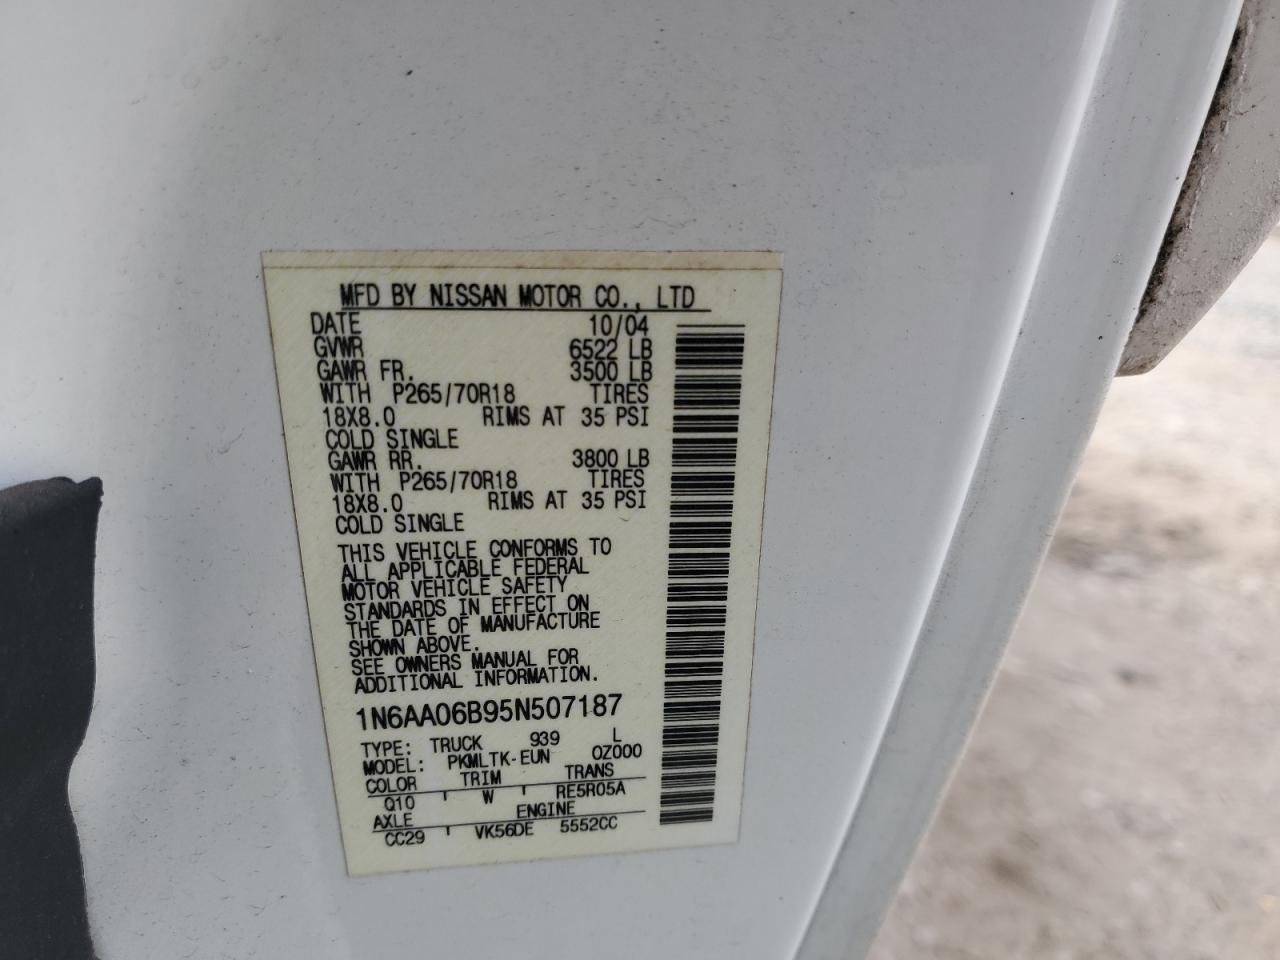 MFD BY NISSAN MOTOR CO., LTD
DATE 10/04
GVWR 6522 LB
GAWR FR. 3500 LB
WITH P265/70R18 TIRES
18X8.0 RIMS AT 35 PSI
COLD SINGLE
GAWR RR. 3800 LB
WITH P265/70R18 TIRES
18X8.0 RIMS AT 35 PSI
COLD SINGLE
THIS VEHICLE CONFORMS TO
ALL APPLICABLE FEDERAL
MOTOR VEHICLE SAFETY
STANDARDS IN EFFECT ON
THE DATE OF MANUFACTURE
SHOWN ABOVE.
SEE OWNERS MANUAL FOR
ADDITIONAL INFORMATION.
1N6AA06B95N507187
TYPE: TRUCK 939 L
MODEL: PKMLTK-EUN OZ000
COLOR TRIM TRANS
Q10 W RE5R05A
AXLE ENGINE
CC29 VK56DE 5552CC